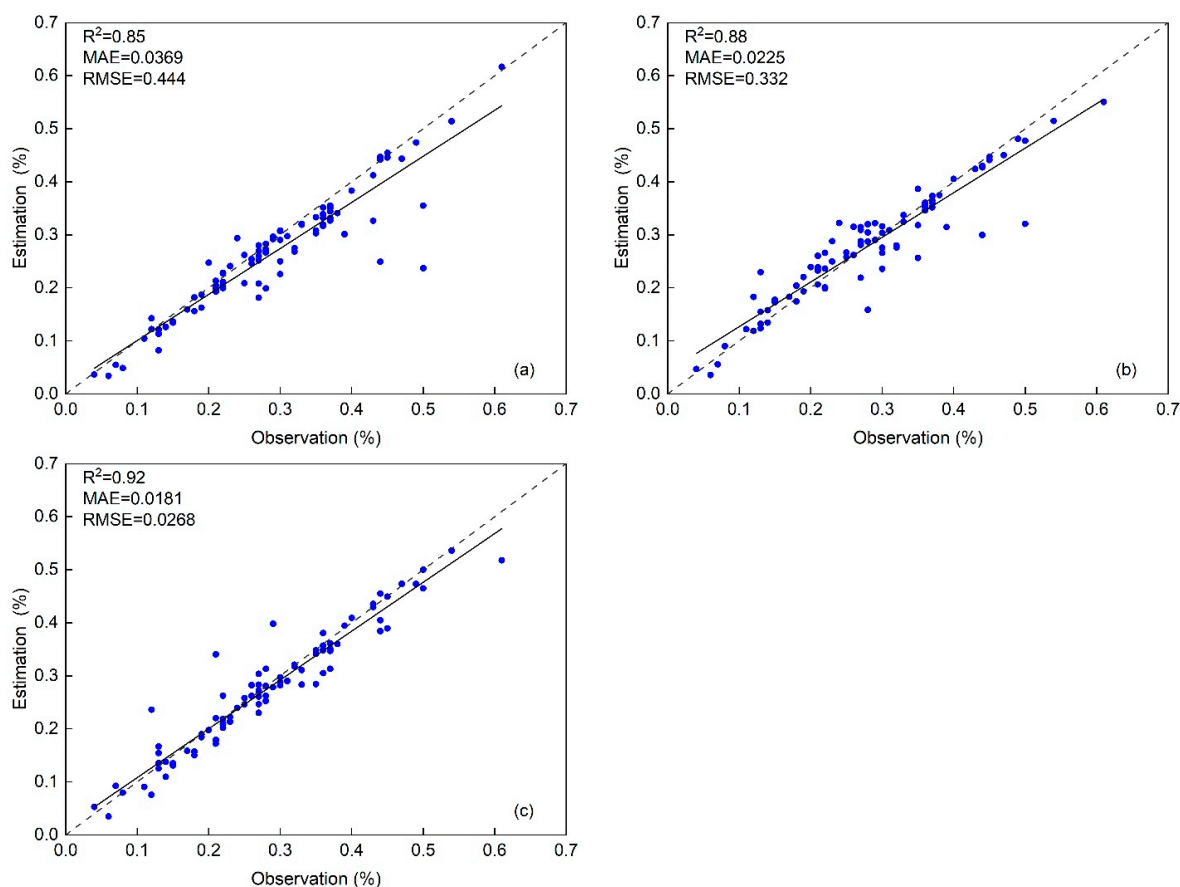 R²=0.85
MAE=0.0369
RMSE=0.444
0.7
0.6
0.5
0.4
0.3
0.2
0.1
0.0
Estimation (%)
(a)
0.0 0.1 0.2 0.3 0.4 0.5 0.6 0.7
Observation (%)
R²=0.88
MAE=0.0225
RMSE=0.332
0.7
0.6
0.5
0.4
0.3
0.2
0.1
0.0
Estimation (%)
(b)
0.0 0.1 0.2 0.3 0.4 0.5 0.6 0.7
Observation (%)
R²=0.92
MAE=0.0181
RMSE=0.0268
0.7
0.6
0.5
0.4
0.3
0.2
0.1
0.0
Estimation (%)
(c)
0.0 0.1 0.2 0.3 0.4 0.5 0.6 0.7
Observation (%)